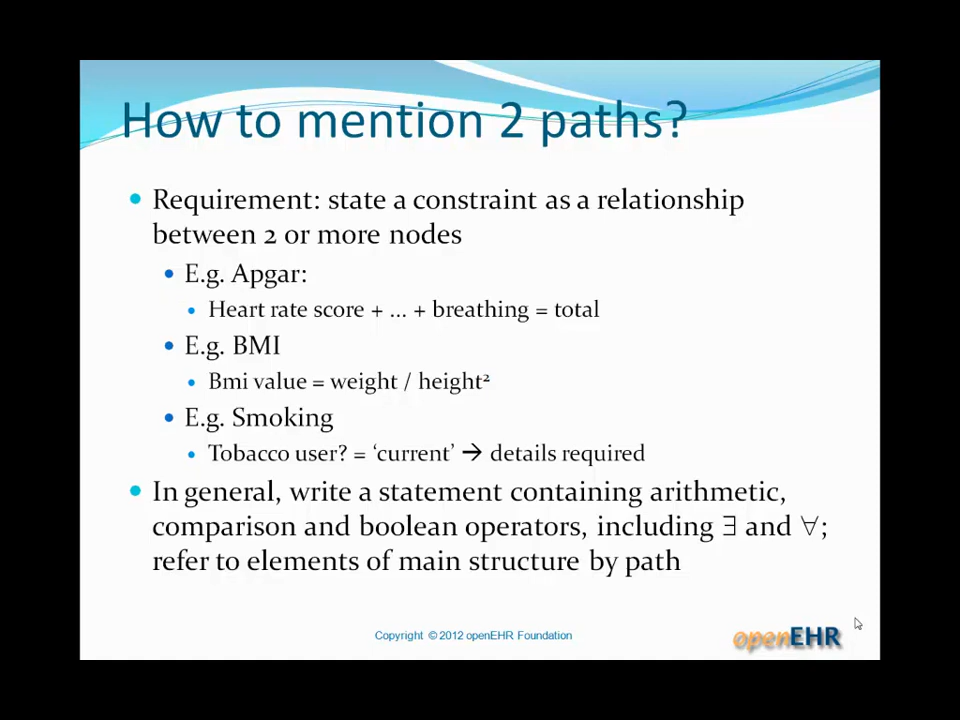 How to mention 2 paths?
Requirement: state a constraint as a relationship
between 2 or more nodes
E.g. Apgar:
Heart rate score + ... + breathing = total
E.g. BMI
Bmi value = weight / height²
E.g. Smoking
Tobacco user? = ‘current’ → details required
In general, write a statement containing arithmetic,
comparison and boolean operators, including ∃ and ∀;
refer to elements of main structure by path
Copyright © 2012 openEHR Foundation
openEHR